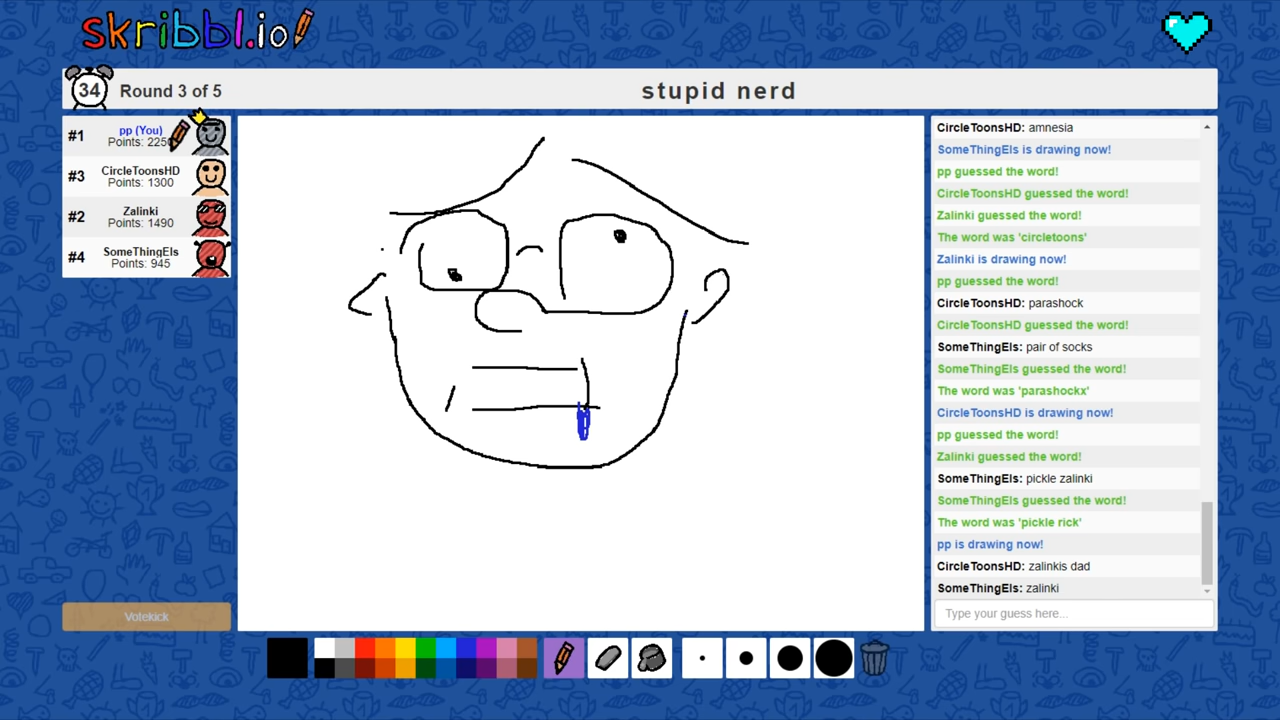 skribbl.io
34
Round 3 of 5
stupid nerd
#1
pp (You)
Points: 2250
#3
CircleToonsHD
Points: 1300
#2
Zalinki
Points: 1490
#4
SomeThingEls
Points: 945
Votekick
CircleToonsHD: amnesia
SomeThingEls is drawing now!
pp guessed the word!
CircleToonsHD guessed the word!
Zalinki guessed the word!
The word was 'circletoons'
Zalinki is drawing now!
pp guessed the word!
CircleToonsHD: parashock
CircleToonsHD guessed the word!
SomeThingEls: pair of socks
SomeThingEls guessed the word!
The word was 'parashockx'
CircleToonsHD is drawing now!
pp guessed the word!
Zalinki guessed the word!
SomeThingEls: pickle zalinki
SomeThingEls guessed the word!
The word was 'pickle rick'
pp is drawing now!
CircleToonsHD: zalinkis dad
SomeThingEls: zalinki
Type your guess here...